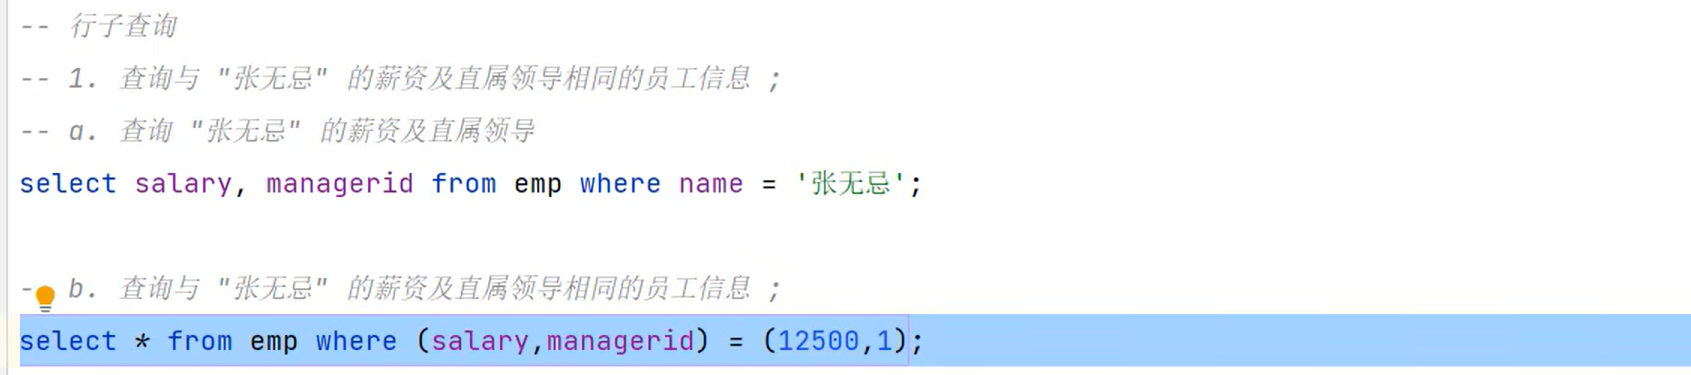 -- 行子查询
-- 1. 查询与 "张无忌" 的薪资及直属领导相同的员工信息 ;
-- a. 查询 "张无忌" 的薪资及直属领导
select salary, managerid from emp where name = '张无忌';
- b. 查询与 "张无忌" 的薪资及直属领导相同的员工信息 ;
select * from emp where (salary,managerid) = (12500,1);